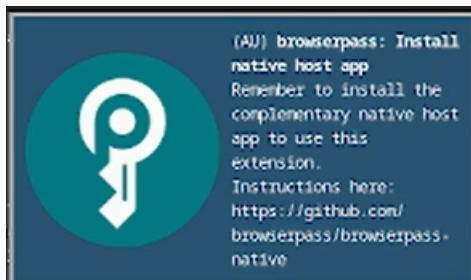 (AU) browserpass: Install
native host app
Remember to install the
complementary native host
app to use this
extension.
Instructions here:
https://github.com/
browserpass/browserpass-
native